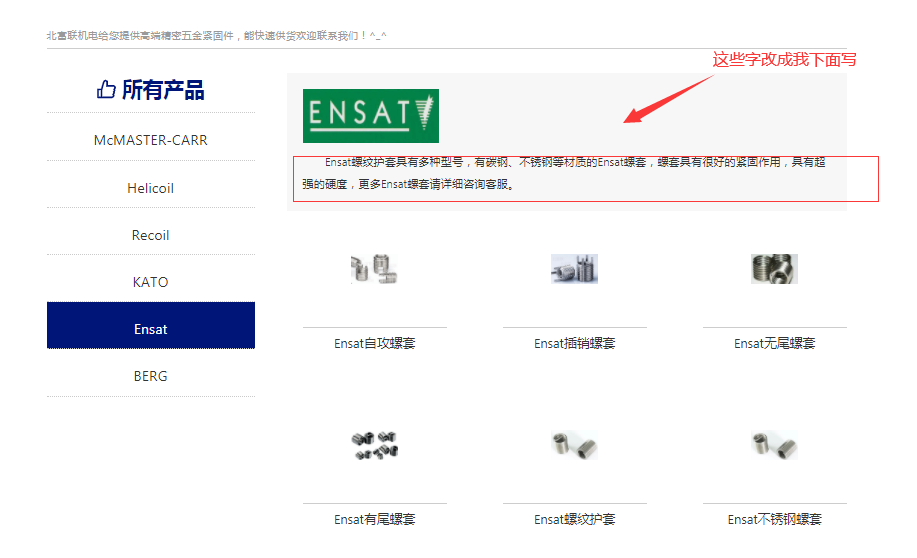 北富联机电给您提供高端精密五金紧固件，能快速供货欢迎联系我们！^_^
这些字改成我下面写
所有产品
McMASTER-CARR
Helicoil
Recoil
KATO
Ensat
BERG
ENSAT
Ensat螺纹护套具有多种型号，有碳钢、不锈钢等材质的Ensat螺套，螺套具有很好的紧固作用，具有超
强的硬度，更多Ensat螺套请详细咨询客服。
Ensat自攻螺套
Ensat插销螺套
Ensat无尾螺套
Ensat有尾螺套
Ensat螺纹护套
Ensat不锈钢螺套